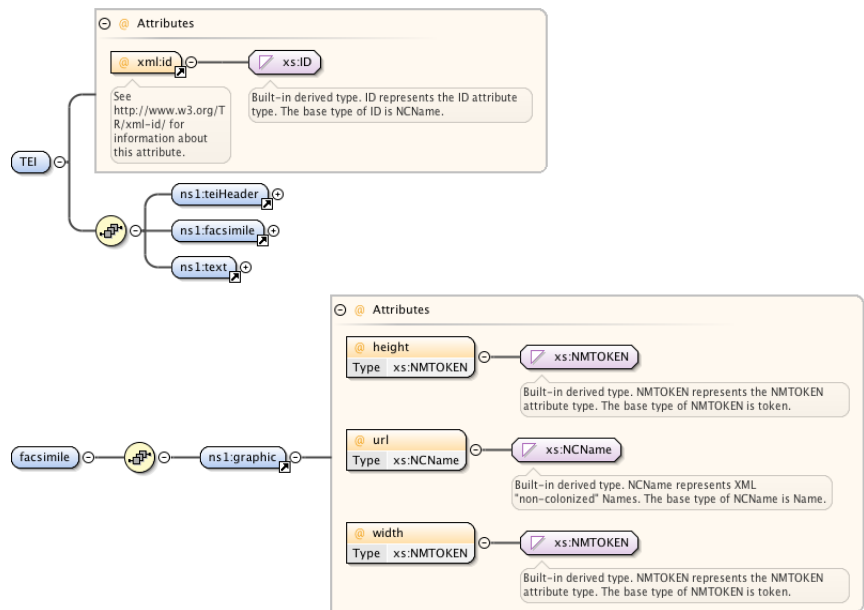 @ Attributes
@ xml:id
xs:ID
See
http://www.w3.org/T
R/xml-id/ for
information about
this attribute.
Built-in derived type. ID represents the ID attribute
type. The base type of ID is NCName.
TEI
ns1:teiHeader
ns1:facsimile
ns1:text
@ Attributes
@ height
Type xs:NMTOKEN
xs:NMTOKEN
Built-in derived type. NMTOKEN represents the NMTOKEN
attribute type. The base type of NMTOKEN is token.
facsimile
ns1:graphic
@ url
Type xs:NCName
xs:NCName
Built-in derived type. NCName represents XML
"non-colonized" Names. The base type of NCName is Name.
@ width
Type xs:NMTOKEN
xs:NMTOKEN
Built-in derived type. NMTOKEN represents the NMTOKEN
attribute type. The base type of NMTOKEN is token.